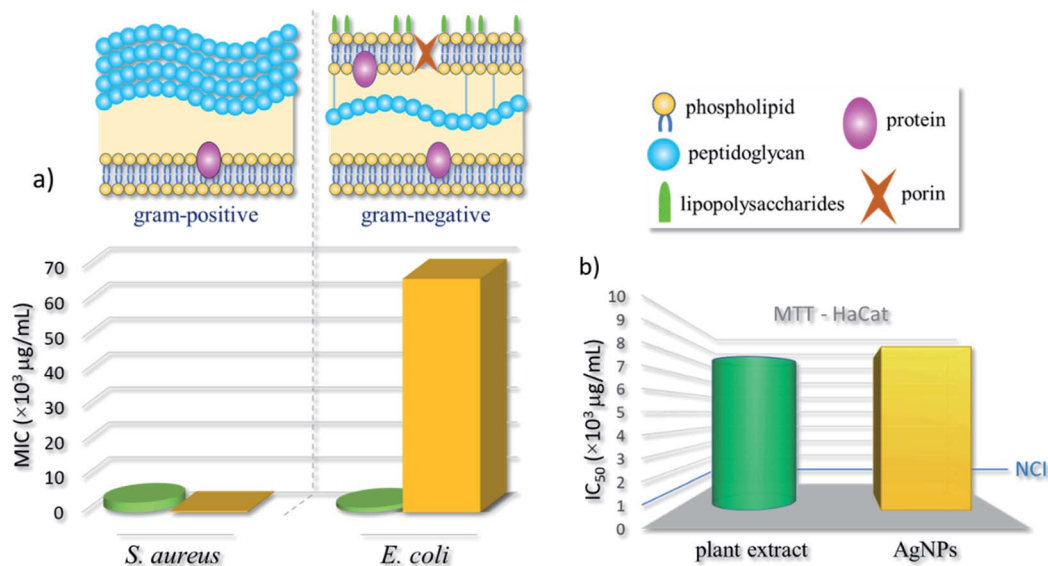 a)
gram-positive
gram-negative
phospholipid
peptidoglycan
lipopolysaccharides
protein
porin
MIC (×10³ µg/mL)
70
60
50
40
30
20
10
0
S. aureus
E. coli
b)
MTT - HaCat
IC₅₀ (×10³ µg/mL)
10
9
8
7
6
5
4
3
2
1
0
NCI
plant extract
AgNPs